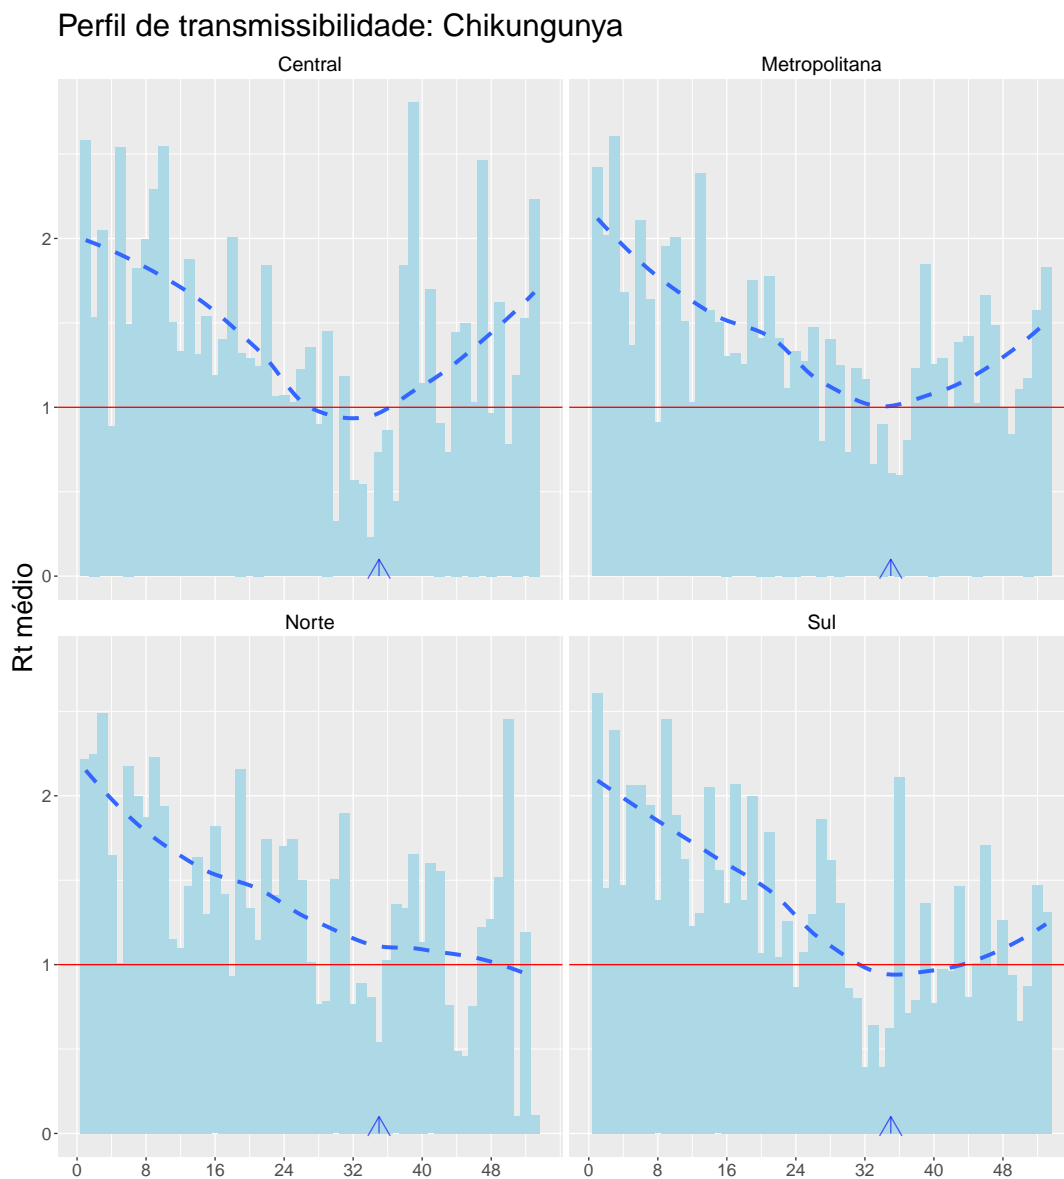 Perfil de transmissibilidade: Chikungunya
Central
Metropolitana
2
1
0
Rt médio
Norte
Sul
2
1
0
0 8 16 24 32 40 48
0 8 16 24 32 40 48